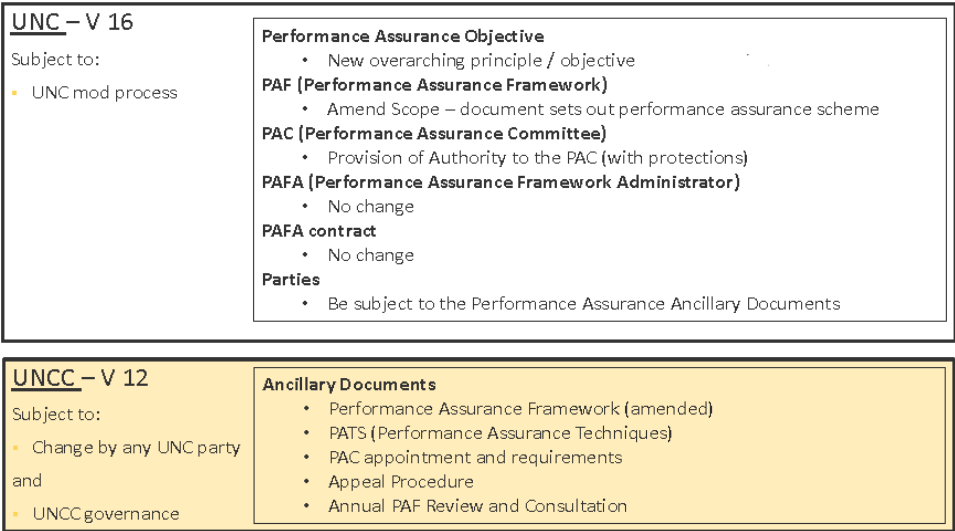 UNC – V 16
Subject to:
• UNC mod process
Performance Assurance Objective
• New overarching principle / objective
PAF (Performance Assurance Framework)
• Amend Scope – document sets out performance assurance scheme
PAC (Performance Assurance Committee)
• Provision of Authority to the PAC (with protections)
PAFA (Performance Assurance Framework Administrator)
• No change
PAFA contract
• No change
Parties
• Be subject to the Performance Assurance Ancillary Documents
UNCC – V 12
Subject to:
• Change by any UNC party
and
• UNCC governance
Ancillary Documents
• Performance Assurance Framework (amended)
• PATS (Performance Assurance Techniques)
• PAC appointment and requirements
• Appeal Procedure
• Annual PAF Review and Consultation